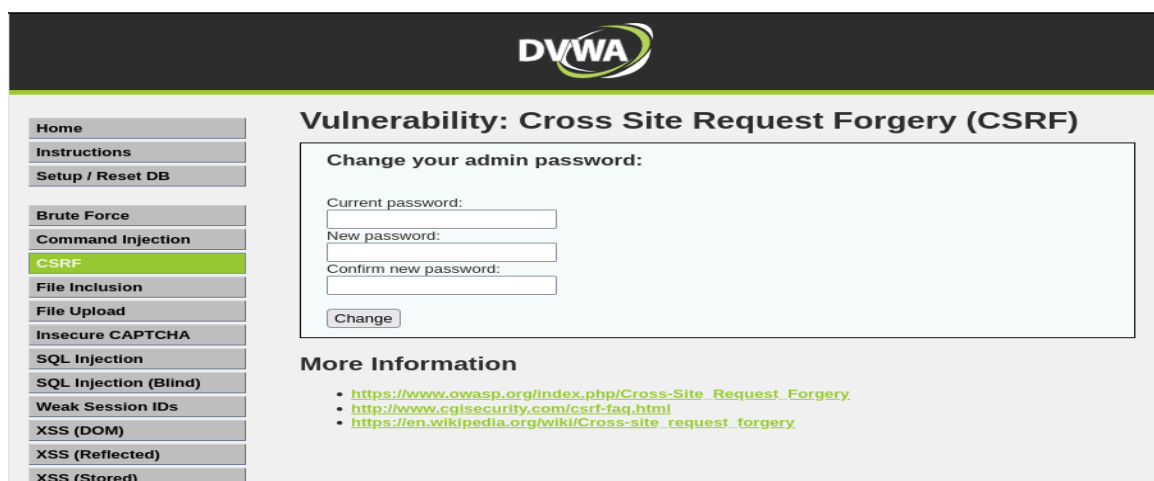 DVWA
Home
Instructions
Setup / Reset DB
Brute Force
Command Injection
CSRF
File Inclusion
File Upload
Insecure CAPTCHA
SQL Injection
SQL Injection (Blind)
Weak Session IDs
XSS (DOM)
XSS (Reflected)
XSS (Stored)
Vulnerability: Cross Site Request Forgery (CSRF)
Change your admin password:
Current password:
New password:
Confirm new password:
Change
More Information
• https://www.owasp.org/index.php/Cross-Site_Request_Forgery
• http://www.cgisecurity.com/csrf-faq.html
• https://en.wikipedia.org/wiki/Cross-site_request_forgery